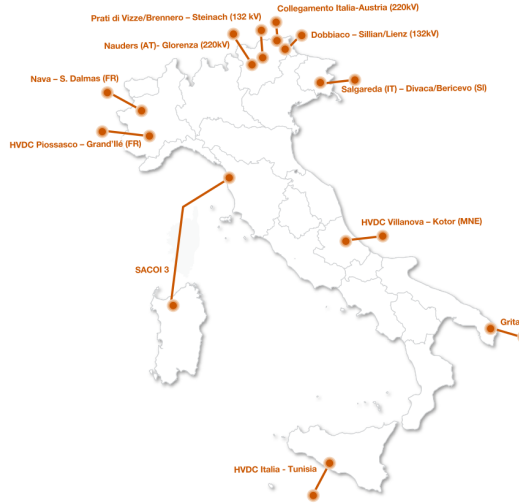 Collegamento Italia-Austria (220kV)
Prati di Vizze/Brennero – Steinach (132 kV)
Dobbiaco – Sillian/Lienz (132kV)
Nauders (AT)- Glorenza (220kV)
Nava – S. Dalmas (FR)
Salgareda (IT) – Divaca/Bericevo (SI)
HVDC Piossasco – Grand'Ilé (FR)
HVDC Villanova – Kotor (MNE)
SACOI 3
Grita
HVDC Italia - Tunisia